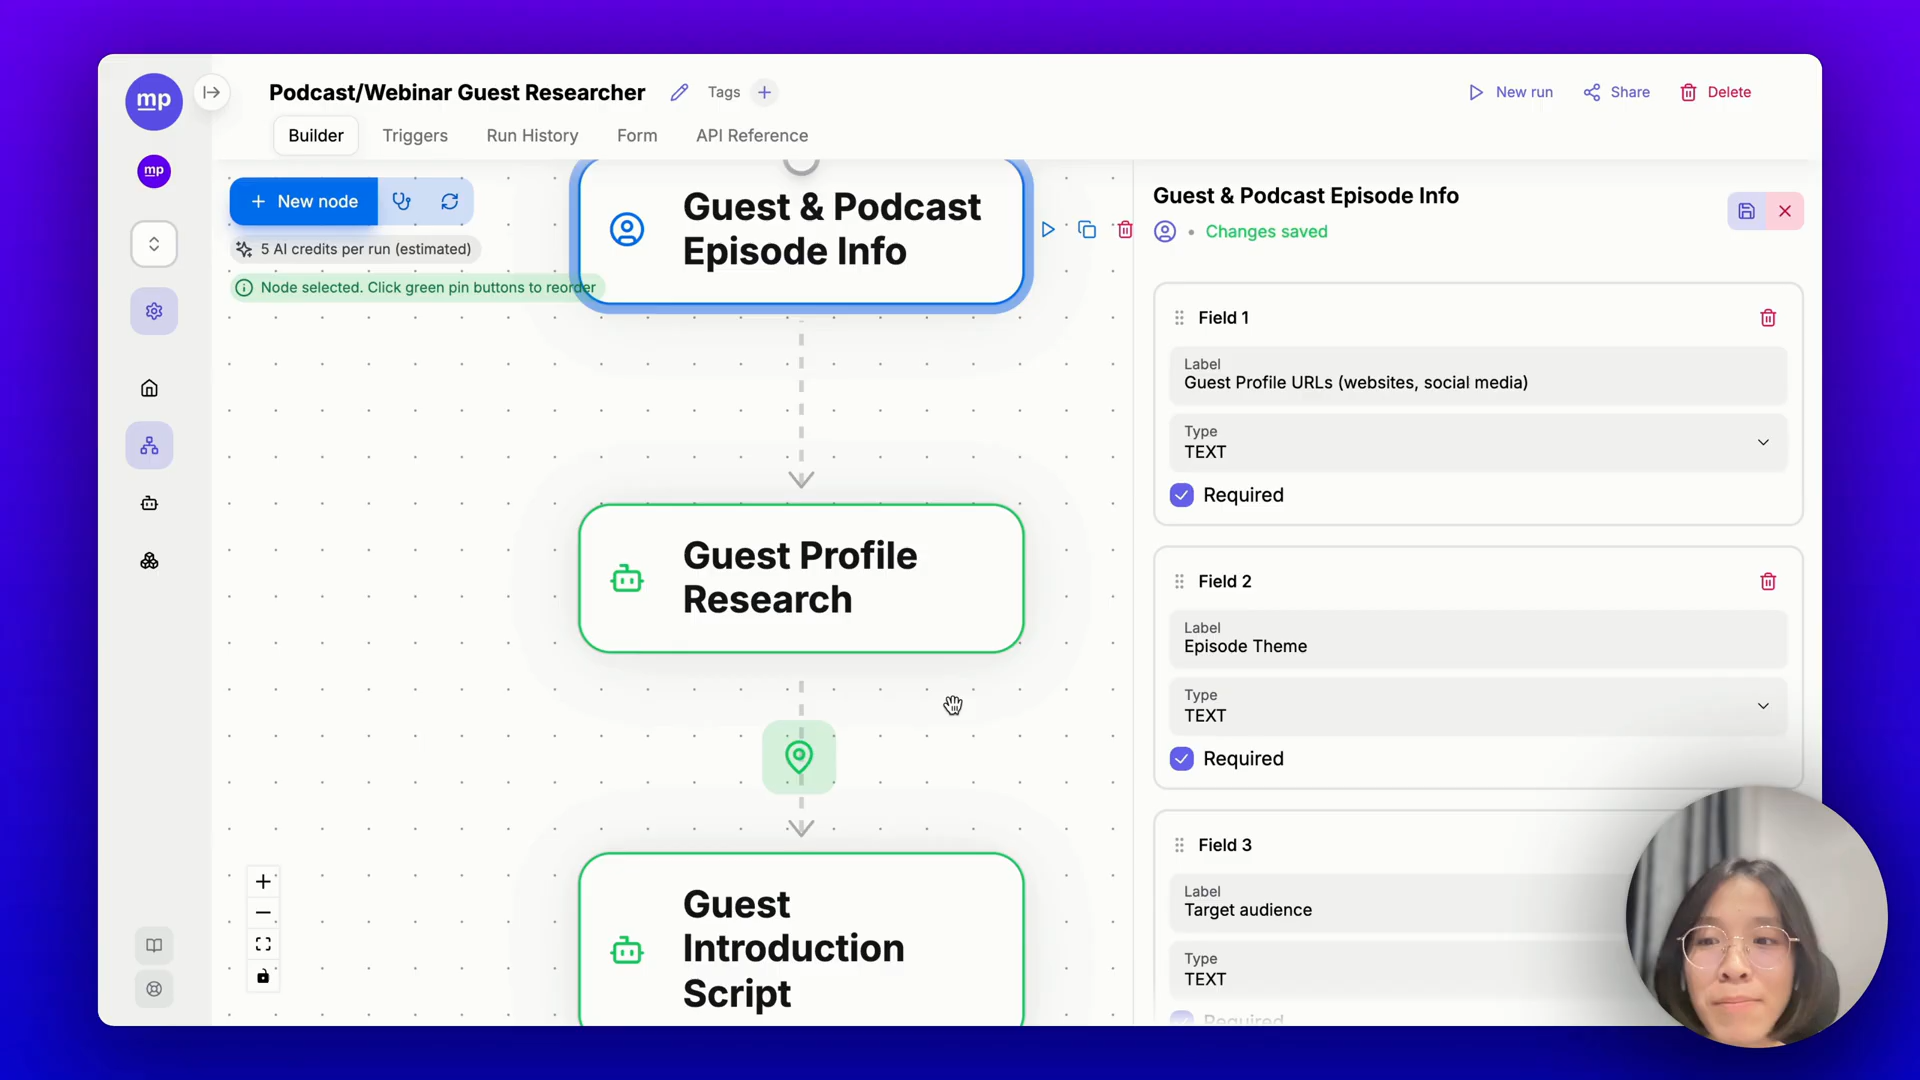 mp
mp
Podcast/Webinar Guest Researcher
Tags
New run
Share
Delete
Builder
Triggers
Run History
Form
API Reference
New node
5 AI credits per run (estimated)
Node selected. Click green pin buttons to reorder
Guest & Podcast
Episode Info
Guest Profile
Research
Guest
Introduction
Script
Guest & Podcast Episode Info
• Changes saved
Field 1
Label
Guest Profile URLs (websites, social media)
Type
TEXT
Required
Field 2
Label
Episode Theme
Type
TEXT
Required
Field 3
Label
Target audience
Type
TEXT
Required